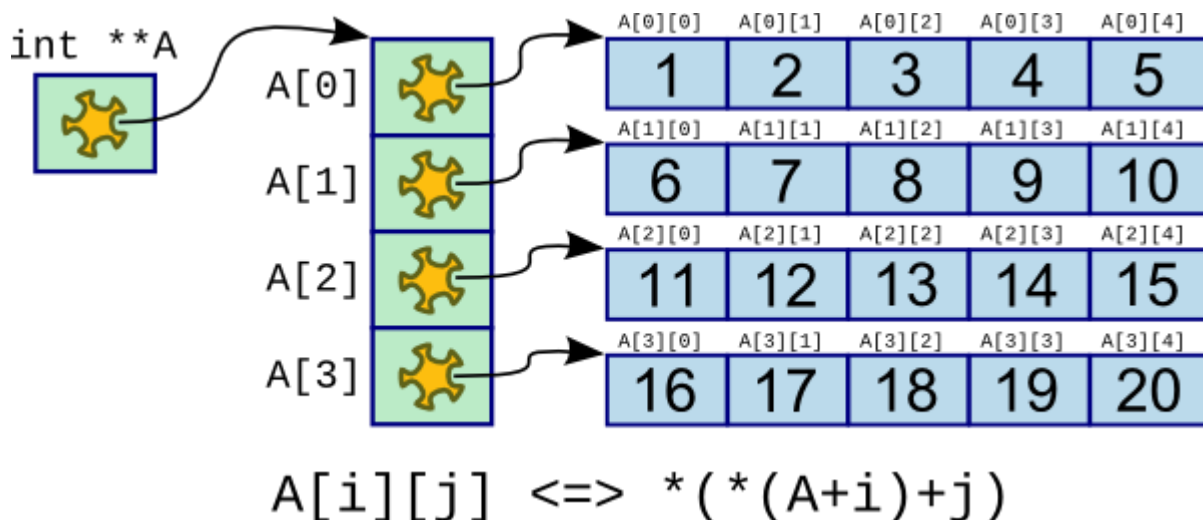 int **A
A[0][0] A[0][1] A[0][2] A[0][3] A[0][4]
A[0] 1 2 3 4 5
A[1][0] A[1][1] A[1][2] A[1][3] A[1][4]
A[1] 6 7 8 9 10
A[2][0] A[2][1] A[2][2] A[2][3] A[2][4]
A[2] 11 12 13 14 15
A[3][0] A[3][1] A[3][2] A[3][3] A[3][4]
A[3] 16 17 18 19 20
A[i][j] <=> *(*(A+i)+j)